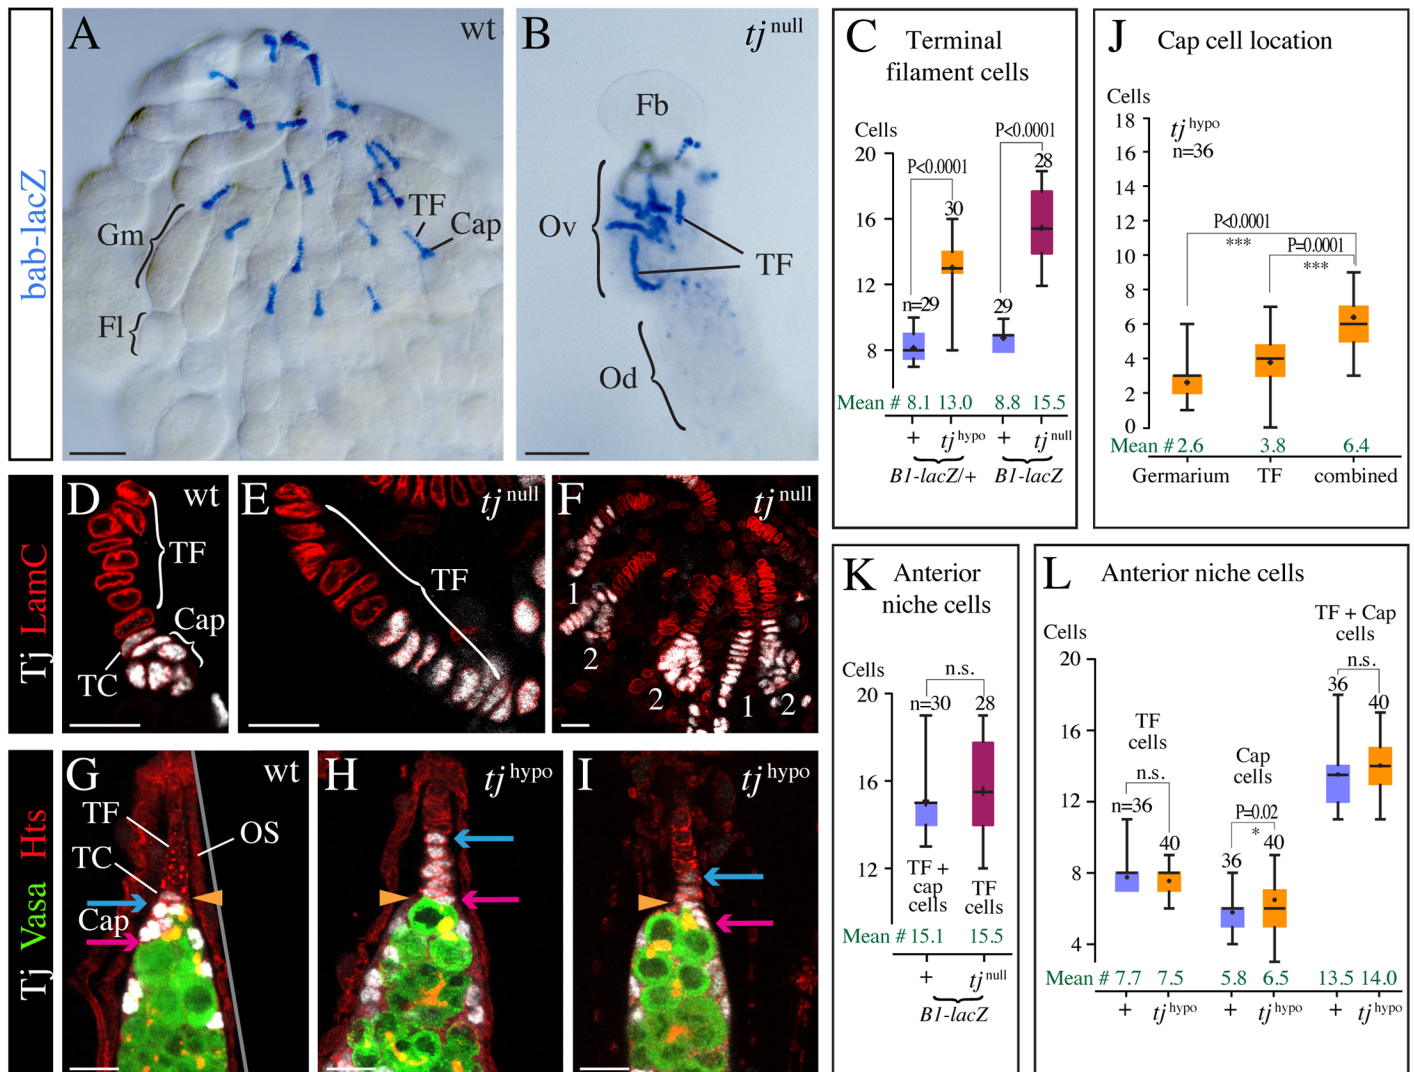 bab-lacZ
A
wt
Gm
Fl
TF
Cap
B
tj null
Fb
Ov
TF
Od
C
Terminal
filament cells
Cells
20
16
12
8
P<0.0001
P<0.0001
n=29
30
29
28
Mean # 8.1 13.0 8.8 15.5
+ tj hypo + tj null
B1-lacZ/+ B1-lacZ
J
Cap cell location
Cells
18
16
14
12
10
8
6
4
2
0
tj hypo
n=36
P<0.0001
***
P=0.0001
***
Mean # 2.6 3.8 6.4
Germarium TF combined
Tj LamC
D
wt
TF
Cap
TC
E
tj null
TF
F
tj null
1
2
2
1
2
Tj Vasa Hts
G
wt
TF
OS
TC
Cap
H
tj hypo
I
tj hypo
K
Anterior
niche cells
Cells
20
16
12
n.s.
n=30
28
TF +
cap
cells
TF
cells
Mean # 15.1 15.5
+ tj null
B1-lacZ
L
Anterior niche cells
Cells
20
16
12
8
4
TF
cells
n.s.
n=36
40
Cap
cells
P=0.02
*
36
40
TF + Cap
cells
n.s.
36
40
Mean # 7.7 7.5 5.8 6.5 13.5 14.0
+ tj hypo + tj hypo + tj hypo